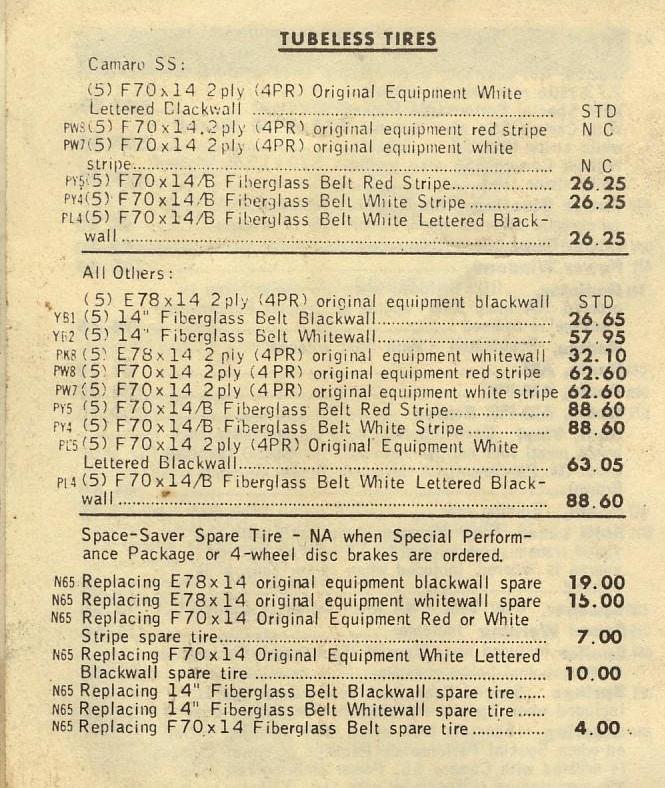 TUBELESS TIRES
Camaro SS:
(5) F70x14 2ply (4PR) Original Equipment White
Lettered Blackwall .......... STD
PW8(5) F70x14 2ply (4PR) original equipment red stripe N C
PW7(5) F70x14 2ply (4PR) original equipment white
stripe.......... N C
PY5(5) F70x14/B Fiberglass Belt Red Stripe.......... 26.25
PY4(5) F70x14/B Fiberglass Belt White Stripe.......... 26.25
PL4(5) F70x14/B Fiberglass Belt White Lettered Black-
wall.......... 26.25
All Others:
(5) E78x14 2ply (4PR) original equipment blackwall STD
YB1 (5) 14" Fiberglass Belt Blackwall.......... 26.65
YB2 (5) 14" Fiberglass Belt Whitewall.......... 57.95
PK8 (5) E78x14 2 ply (4PR) original equipment whitewall 32.10
PW8 (5) F70x14 2 ply (4PR) original equipment red stripe 62.60
PW7(5) F70x14 2 ply (4 PR) original equipment white stripe 62.60
PY5 (5) F70x14/B Fiberglass Belt Red Stripe.......... 88.60
PY4 (5) F70x14/B Fiberglass Belt White Stripe.......... 88.60
PL5(5) F70x14 2ply (4PR) Original Equipment White
Lettered Blackwall.......... 63.05
PL4 (5) F70x14/B Fiberglass Belt White Lettered Black-
wall.......... 88.60
Space-Saver Spare Tire - NA when Special Perform-
ance Package or 4-wheel disc brakes are ordered.
N65 Replacing E78x14 original equipment blackwall spare 19.00
N65 Replacing E78x14 original equipment whitewall spare 15.00
N65 Replacing F70x14 Original Equipment Red or White
Stripe spare tire.......... 7.00
N65 Replacing F70x14 Original Equipment White Lettered
Blackwall spare tire .......... 10.00
N65 Replacing 14" Fiberglass Belt Blackwall spare tire......
N65 Replacing 14" Fiberglass Belt Whitewall spare tire......
N65 Replacing F70x14 Fiberglass Belt spare tire.......... 4.00